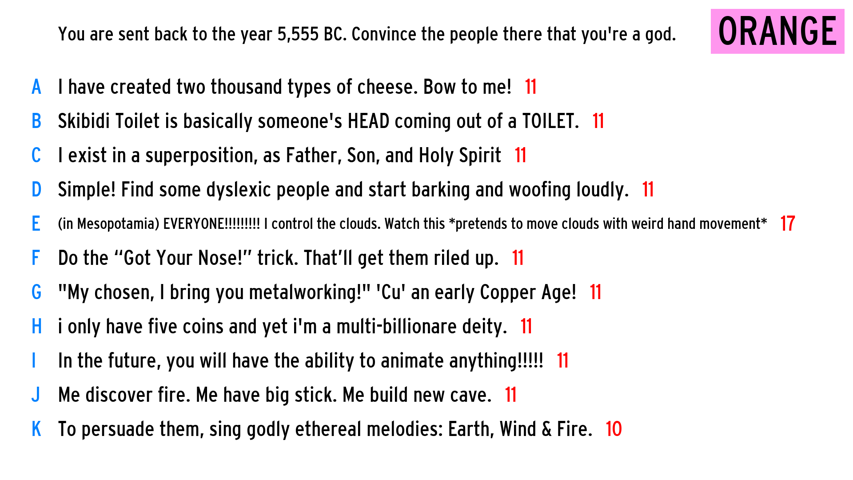 You are sent back to the year 5,555 BC. Convince the people there that you're a god.
ORANGE
A I have created two thousand types of cheese. Bow to me! 11
B Skibidi Toilet is basically someone's HEAD coming out of a TOILET. 11
C I exist in a superposition, as Father, Son, and Holy Spirit 11
D Simple! Find some dyslexic people and start barking and woofing loudly. 11
E (in Mesopotamia) EVERYONE!!!!!!!!! I control the clouds. Watch this *pretends to move clouds with weird hand movement* 17
F Do the “Got Your Nose!” trick. That’ll get them riled up. 11
G "My chosen, I bring you metalworking!" 'Cu' an early Copper Age! 11
H i only have five coins and yet i'm a multi-billionare deity. 11
I In the future, you will have the ability to animate anything!!!!! 11
J Me discover fire. Me have big stick. Me build new cave. 11
K To persuade them, sing godly ethereal melodies: Earth, Wind & Fire. 10